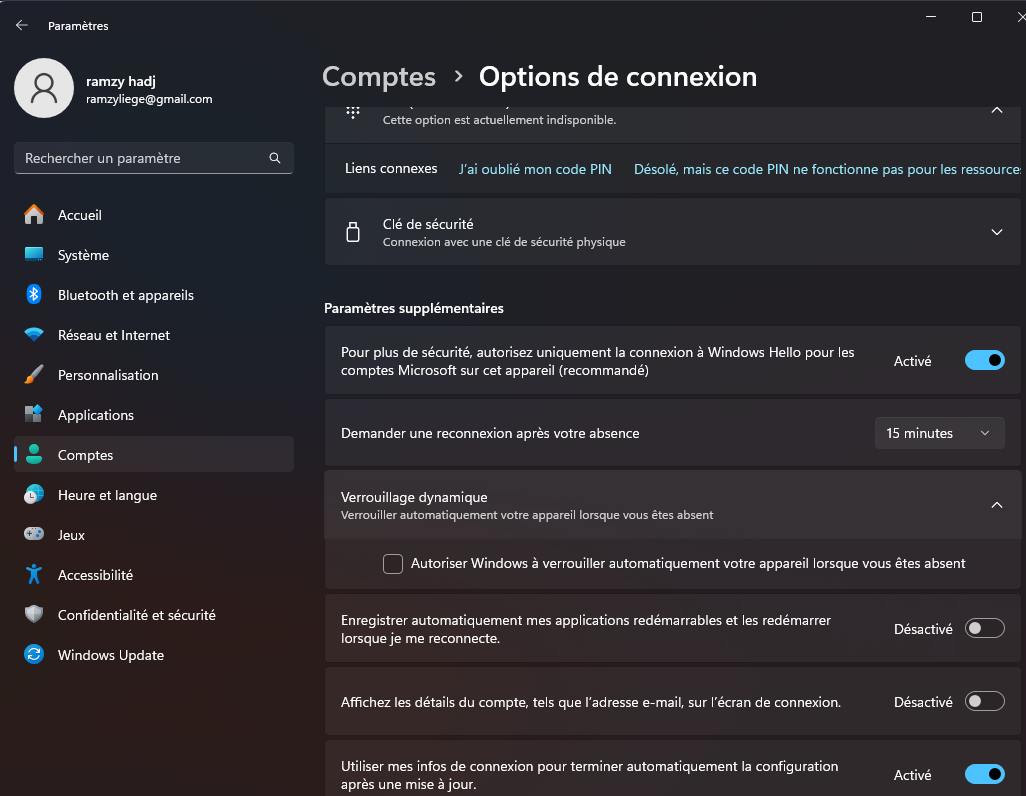 Paramètres
ramzy hadj
ramzyliege@gmail.com
Rechercher un paramètre
Accueil
Système
Bluetooth et appareils
Réseau et Internet
Personnalisation
Applications
Comptes
Heure et langue
Jeux
Accessibilité
Confidentialité et sécurité
Windows Update
Comptes > Options de connexion
Cette option est actuellement indisponible.
Liens connexes J'ai oublié mon code PIN Désolé, mais ce code PIN ne fonctionne pas pour les ressources
Clé de sécurité
Connexion avec une clé de sécurité physique
Paramètres supplémentaires
Pour plus de sécurité, autorisez uniquement la connexion à Windows Hello pour les
comptes Microsoft sur cet appareil (recommandé)
Activé
Demander une reconnexion après votre absence
15 minutes
Verrouillage dynamique
Verrouiller automatiquement votre appareil lorsque vous êtes absent
Autoriser Windows à verrouiller automatiquement votre appareil lorsque vous êtes absent
Enregistrer automatiquement mes applications redémarrables et les redémarrer
lorsque je me reconnecte.
Désactivé
Affichez les détails du compte, tels que l'adresse e-mail, sur l'écran de connexion.
Désactivé
Utiliser mes infos de connexion pour terminer automatiquement la configuration
après une mise à jour.
Activé